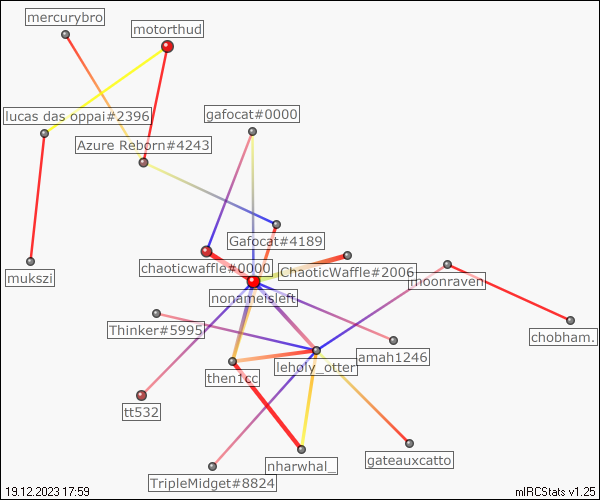 mercurybro
motorthud
gafocat#0000
lucas das oppai#2396
Azure Reborn#4243
Gafocat#4189
chaoticwaffle#0000
ChaoticWaffle#2006
mukszi
moonraven
nonameisleft
Thinker#5995
chobham.
amah1246
leholy_otter
then1cc
tt532
gateauxcatto
nharwhal_
TripleMidget#8824
19.12.2023 17:59
mIRCStats v1.25